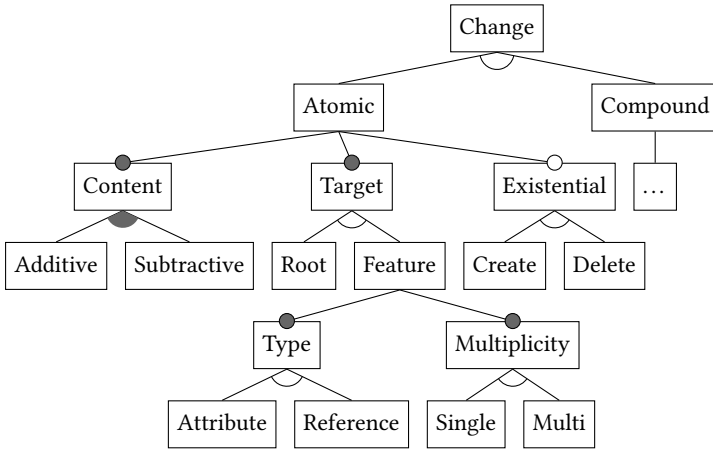 Change
Atomic
Compound
Content
Target
Existential
...
Additive
Subtractive
Root
Feature
Create
Delete
Type
Multiplicity
Attribute
Reference
Single
Multi